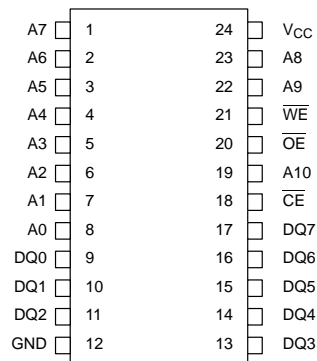 A7 1 24 VCC
A6 2 23 A8
A5 3 22 A9
A4 4 21 WE
A3 5 20 OE
A2 6 19 A10
A1 7 18 CE
A0 8 17 DQ7
DQ0 9 16 DQ6
DQ1 10 15 DQ5
DQ2 11 14 DQ4
GND 12 13 DQ3